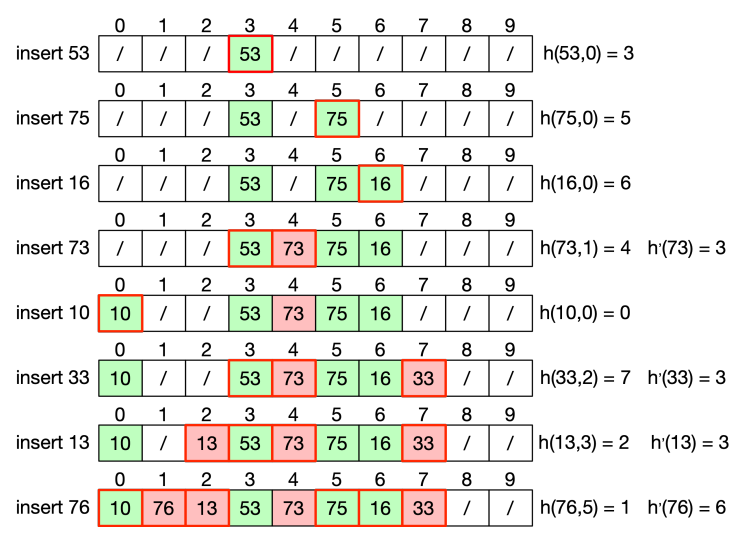 0 1 2 3 4 5 6 7 8 9
insert 53 / / / 53 / / / / / / h(53,0) = 3
0 1 2 3 4 5 6 7 8 9
insert 75 / / / 53 / 75 / / / / h(75,0) = 5
0 1 2 3 4 5 6 7 8 9
insert 16 / / / 53 / 75 16 / / / h(16,0) = 6
0 1 2 3 4 5 6 7 8 9
insert 73 / / / 53 73 75 16 / / / h(73,1) = 4 h’(73) = 3
0 1 2 3 4 5 6 7 8 9
insert 10 10 / / 53 73 75 16 / / / h(10,0) = 0
0 1 2 3 4 5 6 7 8 9
insert 33 10 / / 53 73 75 16 33 / / h(33,2) = 7 h’(33) = 3
0 1 2 3 4 5 6 7 8 9
insert 13 10 / 13 53 73 75 16 33 / / h(13,3) = 2 h’(13) = 3
0 1 2 3 4 5 6 7 8 9
insert 76 10 76 13 53 73 75 16 33 / / h(76,5) = 1 h’(76) = 6